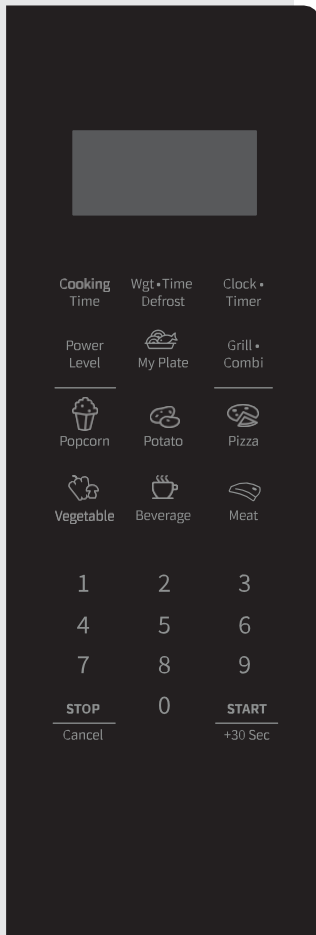 Cooking Wgt•Time Clock•
Time Defrost Timer
Power Grill•
Level My Plate Combi
Popcorn Potato Pizza
Vegetable Beverage Meat
1 2 3
4 5 6
7 8 9
STOP 0 START
Cancel +30 Sec